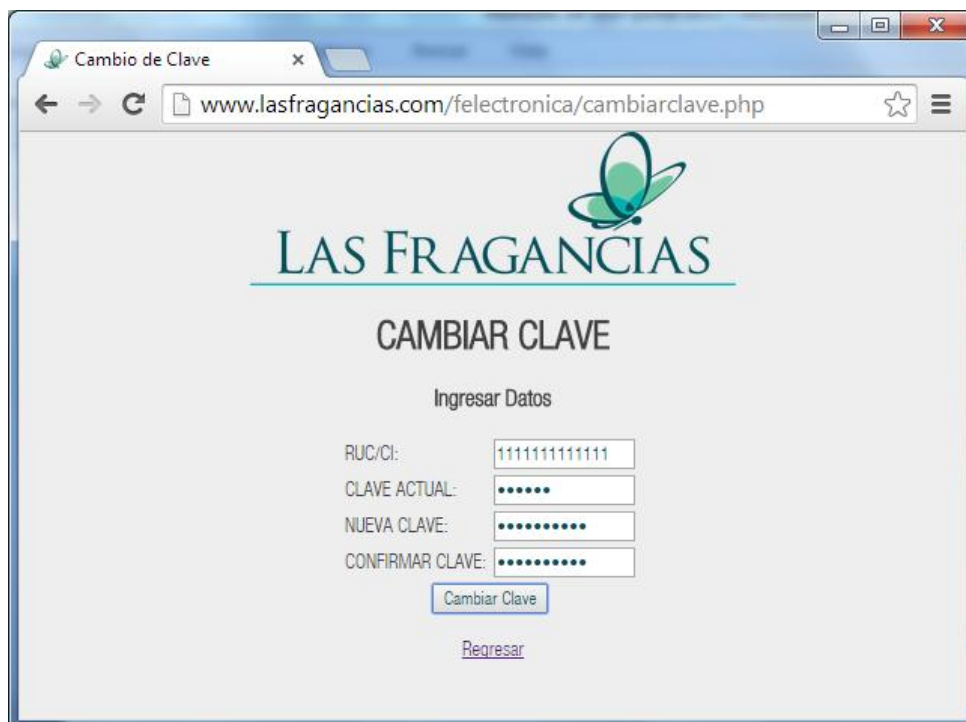 Cambio de Clave
www.lasfragancias.com/felectronica/cambiarclave.php
LAS FRAGANCIAS
CAMBIAR CLAVE
Ingresar Datos
RUC/CI: 1111111111111
CLAVE ACTUAL: ••••••
NUEVA CLAVE: ••••••••••
CONFIRMAR CLAVE: ••••••••••
Cambiar Clave
Regresar